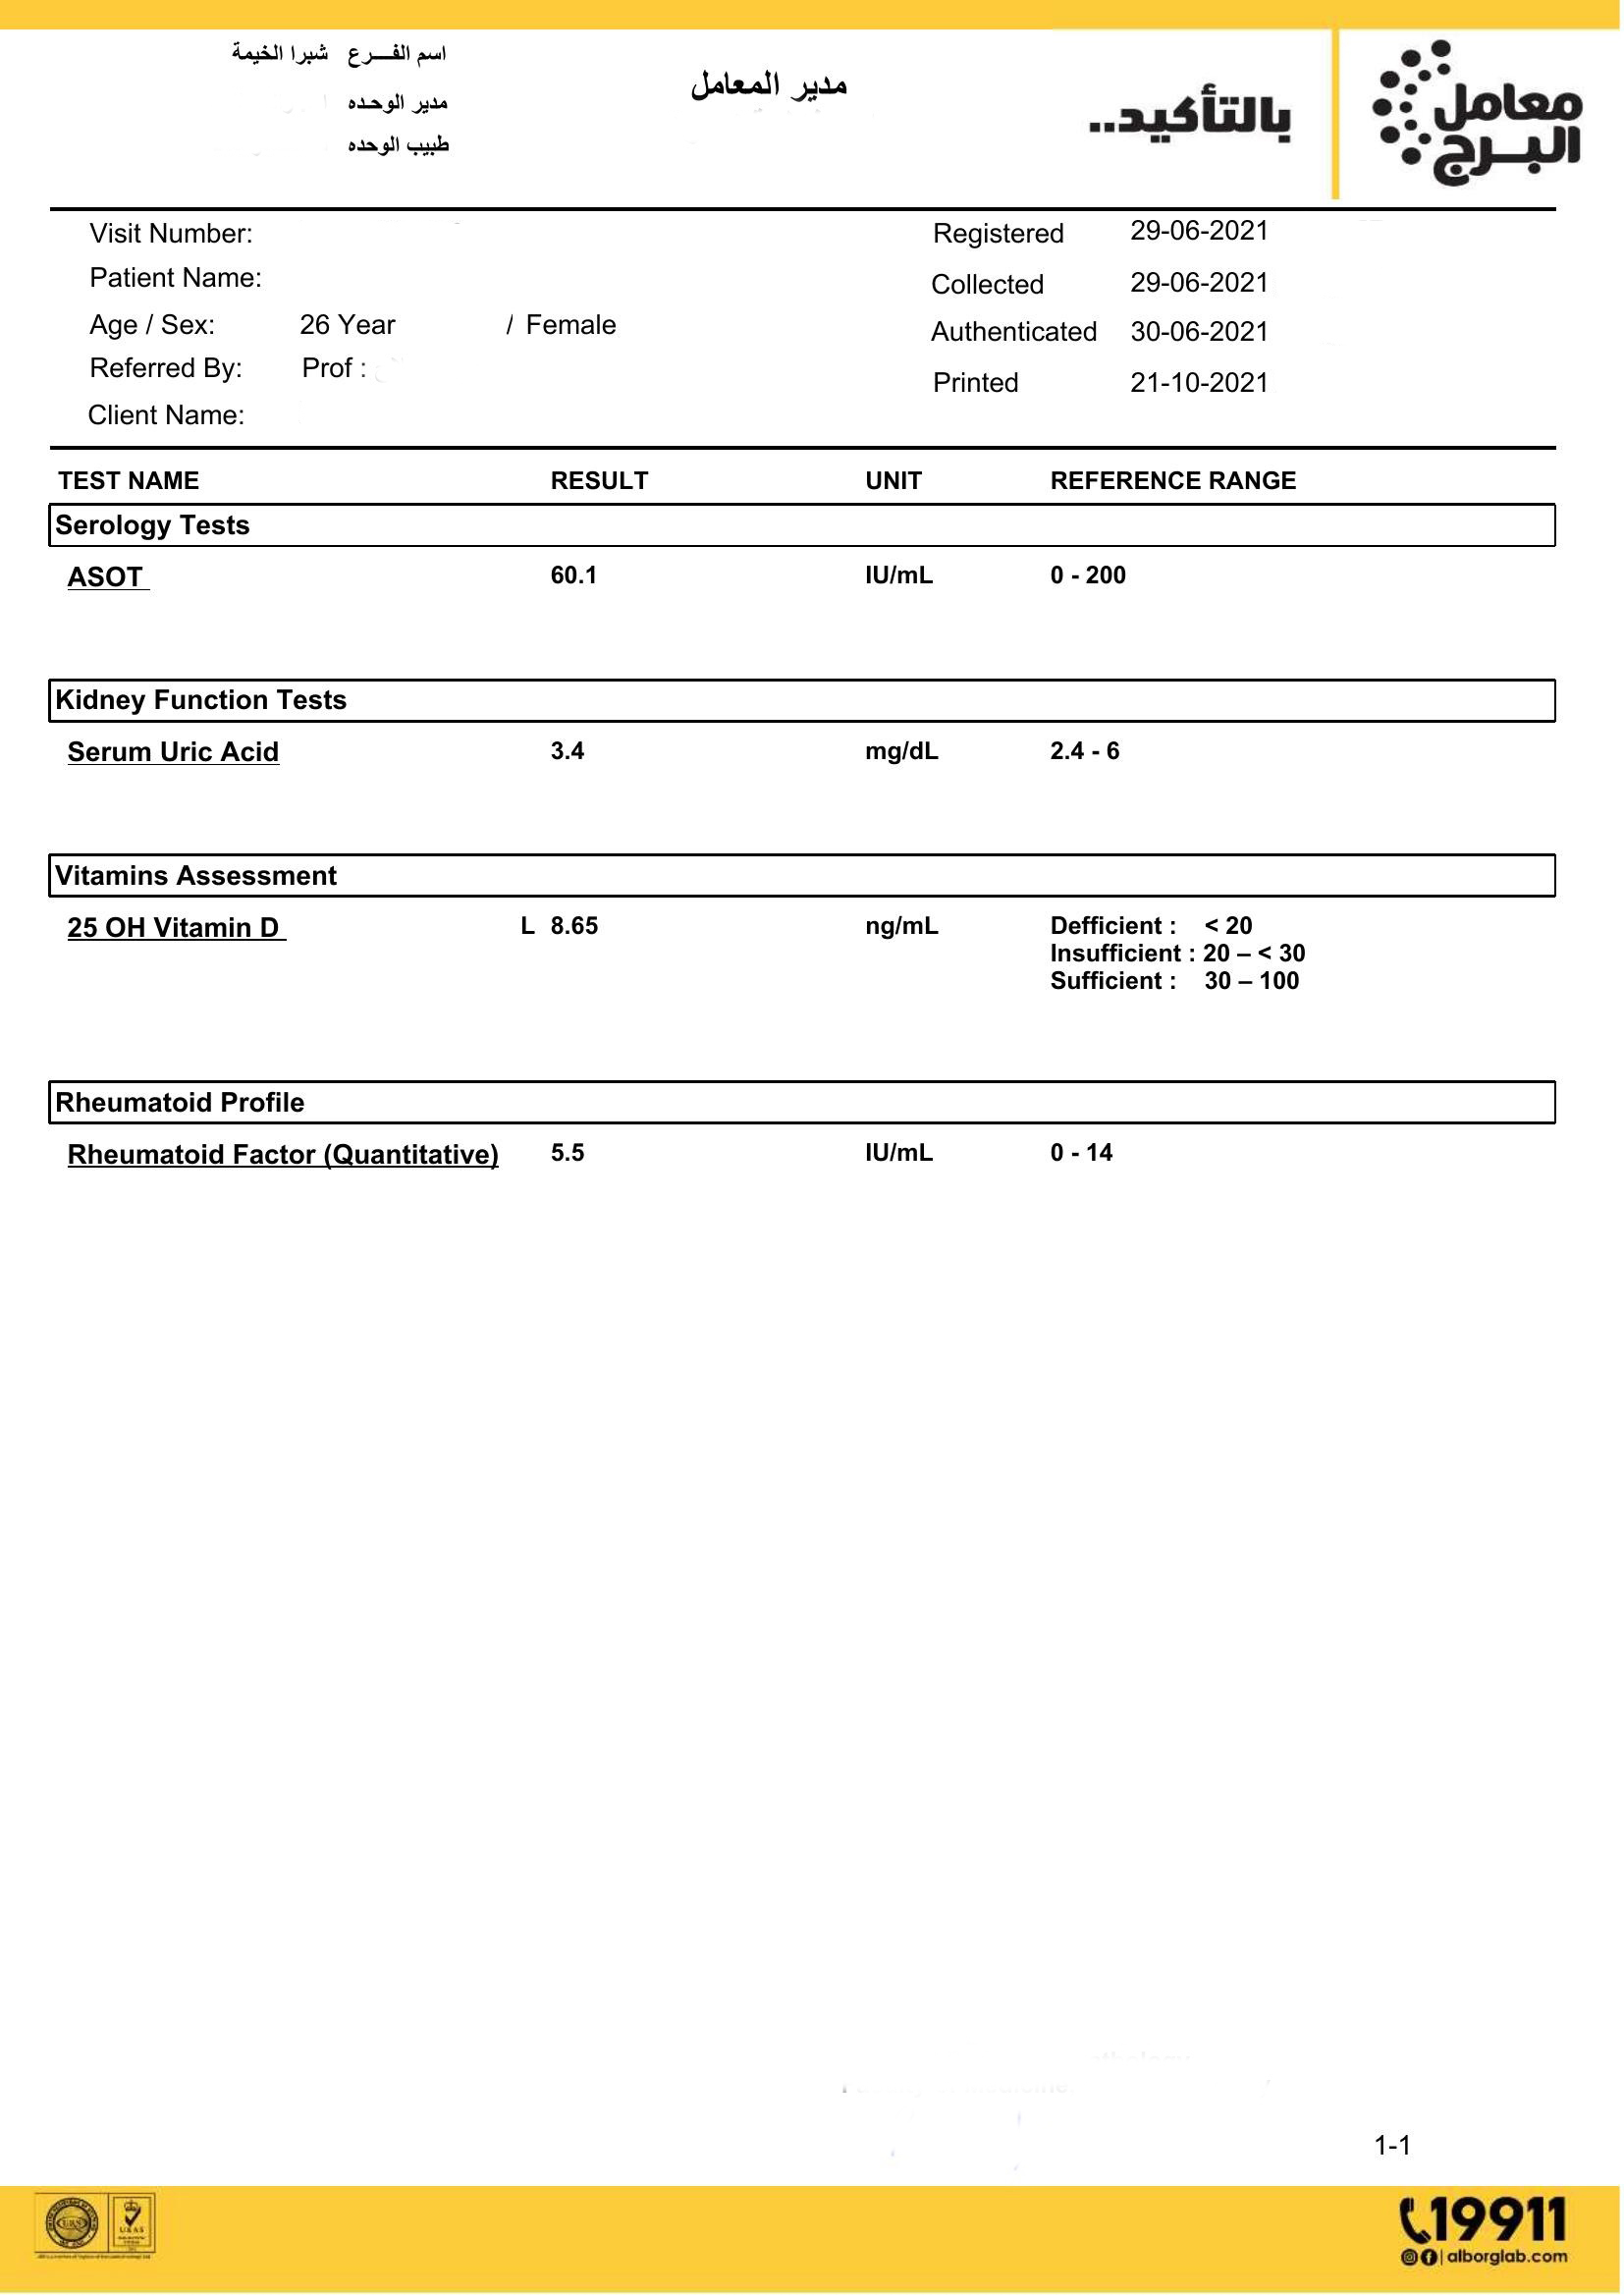 اسم الفـــرع شبرا الخيمة
مدير الوحده
طبيب الوحده
مدير المعامل
بالتأكيد..
معامل
البرج
Visit Number:
Patient Name:
Age / Sex: 26 Year / Female
Referred By: Prof :
Client Name:
Registered 29-06-2021
Collected 29-06-2021
Authenticated 30-06-2021
Printed 21-10-2021
TEST NAME RESULT UNIT REFERENCE RANGE
Serology Tests
ASOT 60.1 IU/mL 0 - 200
Kidney Function Tests
Serum Uric Acid 3.4 mg/dL 2.4 - 6
Vitamins Assessment
25 OH Vitamin D L 8.65 ng/mL Defficient : < 20
Insufficient : 20 – < 30
Sufficient : 30 – 100
Rheumatoid Profile
Rheumatoid Factor (Quantitative) 5.5 IU/mL 0 - 14
1-1
UKAS
19911
alborglab.com